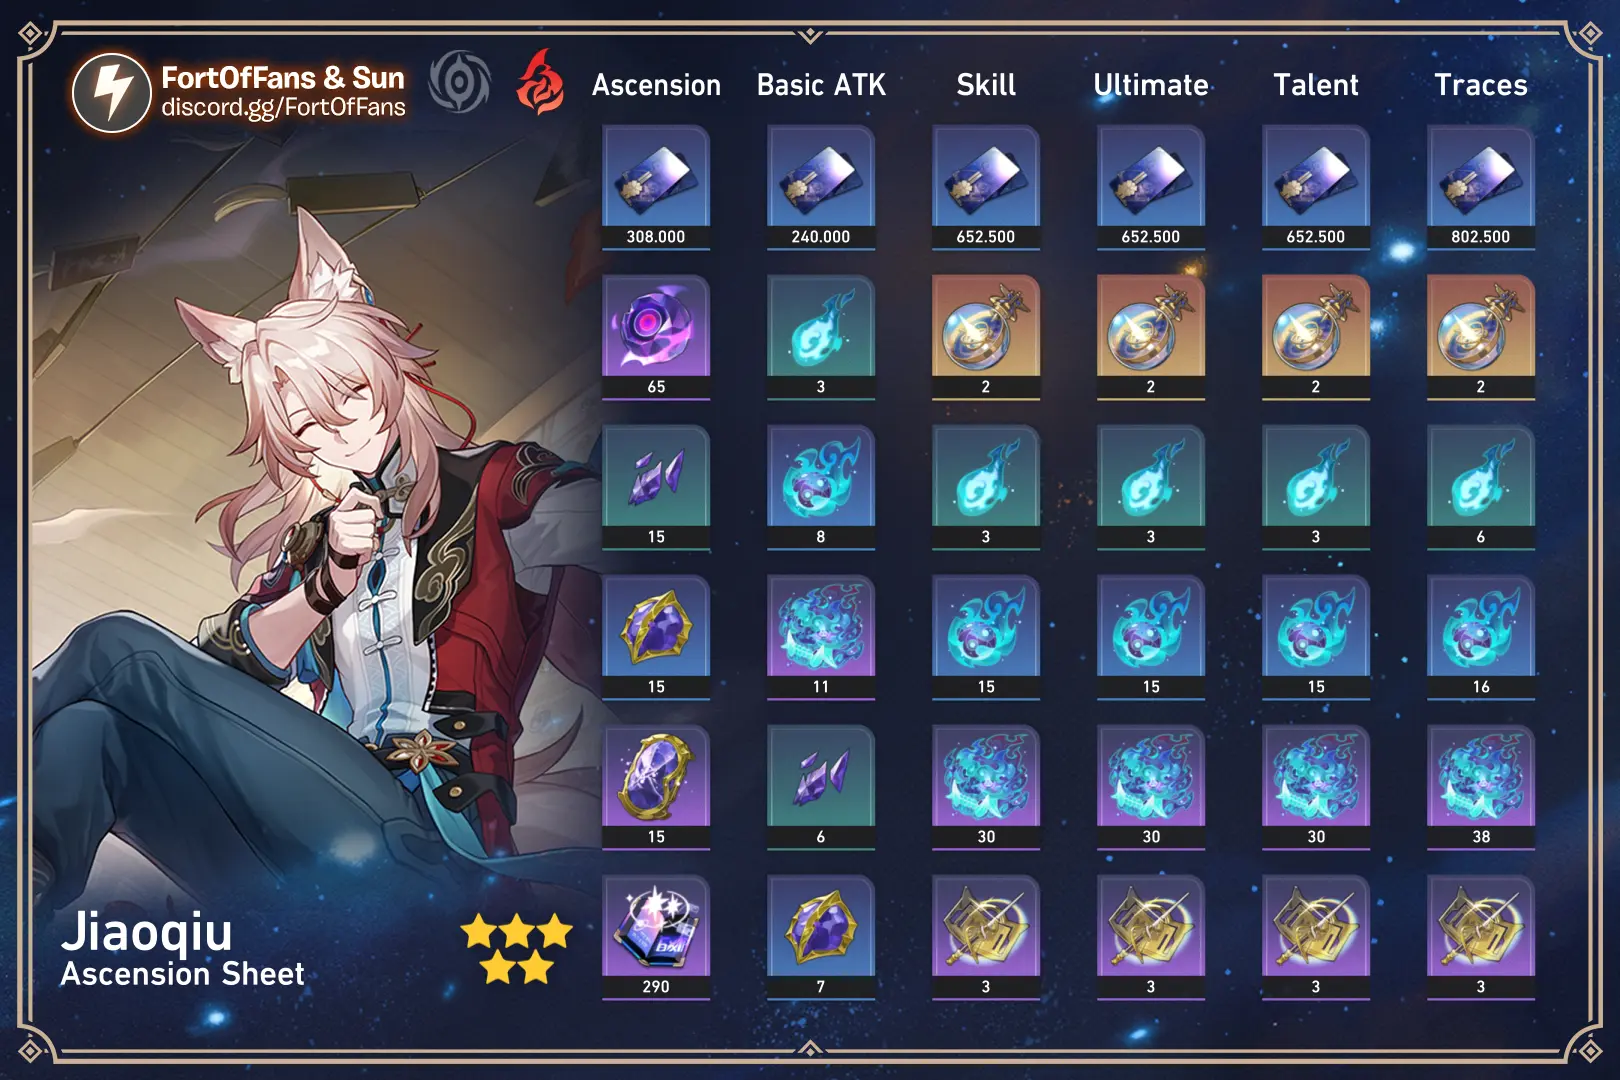 FortOfFans & Sun
discord.gg/FortOfFans
Ascension Basic ATK Skill Ultimate Talent Traces
308.000 240.000 652.500 652.500 652.500 802.500
65 3 2 2 2 2
15 8 3 3 3 6
15 11 15 15 15 16
15 6 30 30 30 38
290 7 3 3 3 3
Jiaoqiu
Ascension Sheet